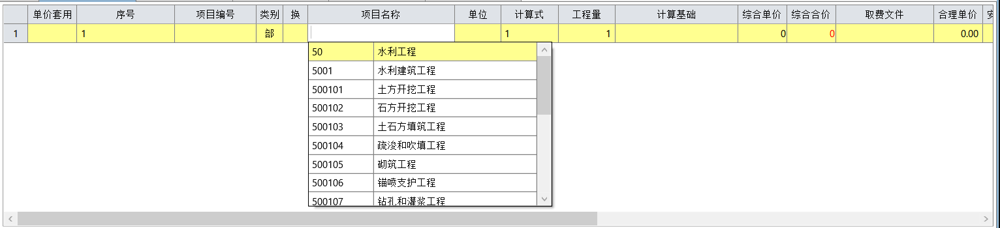 单价套用 序号 项目编号 类别 换 项目名称 单位 计算式 工程量 计算基础 综合单价 综合合价 取费文件 合理单价
1 1 部 1 1 0 0 0.00
50 水利工程
5001 水利建筑工程
500101 土方开挖工程
500102 石方开挖工程
500103 土石方填筑工程
500104 疏浚和吹填工程
500105 砌筑工程
500106 锚喷支护工程
500107 钻孔和灌浆工程